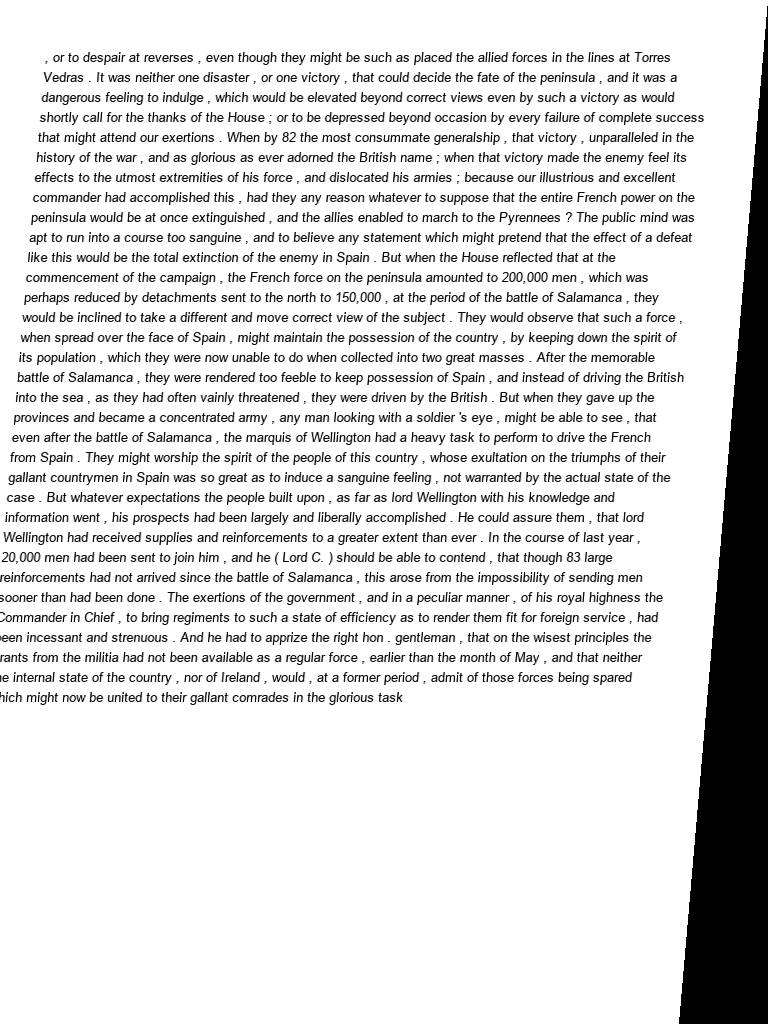 , or to despair at reverses , even though they might be such as placed the allied forces in the lines at Torres
Vedras . It was neither one disaster , or one victory , that could decide the fate of the peninsula , and it was a
dangerous feeling to indulge , which would be elevated beyond correct views even by such a victory as would
shortly call for the thanks of the House ; or to be depressed beyond occasion by every failure of complete success
that might attend our exertions . When by 82 the most consummate generalship , that victory , unparalleled in the
history of the war , and as glorious as ever adorned the British name ; when that victory made the enemy feel its
effects to the utmost extremities of his force , and dislocated his armies ; because our illustrious and excellent
commander had accomplished this , had they any reason whatever to suppose that the entire French power on the
peninsula would be at once extinguished , and the allies enabled to march to the Pyrennees ? The public mind was
apt to run into a course too sanguine , and to believe any statement which might pretend that the effect of a defeat
like this would be the total extinction of the enemy in Spain . But when the House reflected that at the
commencement of the campaign , the French force on the peninsula amounted to 200,000 men , which was
perhaps reduced by detachments sent to the north to 150,000 , at the period of the battle of Salamanca , they
would be inclined to take a different and move correct view of the subject . They would observe that such a force ,
when spread over the face of Spain , might maintain the possession of the country , by keeping down the spirit of
its population , which they were now unable to do when collected into two great masses . After the memorable
battle of Salamanca , they were rendered too feeble to keep possession of Spain , and instead of driving the British
into the sea , as they had often vainly threatened , they were driven by the British . But when they gave up the
provinces and became a concentrated army , any man looking with a soldier 's eye , might be able to see , that
even after the battle of Salamanca , the marquis of Wellington had a heavy task to perform to drive the French
from Spain . They might worship the spirit of the people of this country , whose exultation on the triumphs of their
gallant countrymen in Spain was so great as to induce a sanguine feeling , not warranted by the actual state of the
case . But whatever expectations the people built upon , as far as lord Wellington with his knowledge and
information went , his prospects had been largely and liberally accomplished . He could assure them , that lord
Wellington had received supplies and reinforcements to a greater extent than ever . In the course of last year ,
20,000 men had been sent to join him , and he ( Lord C. ) should be able to contend , that though 83 large
reinforcements had not arrived since the battle of Salamanca , this arose from the impossibility of sending men
sooner than had been done . The exertions of the government , and in a peculiar manner , of his royal highness the
Commander in Chief , to bring regiments to such a state of efficiency as to render them fit for foreign service , had
been incessant and strenuous . And he had to apprize the right hon . gentleman , that on the wisest principles the
rants from the militia had not been available as a regular force , earlier than the month of May , and that neither
he internal state of the country , nor of Ireland , would , at a former period , admit of those forces being spared
hich might now be united to their gallant comrades in the glorious task